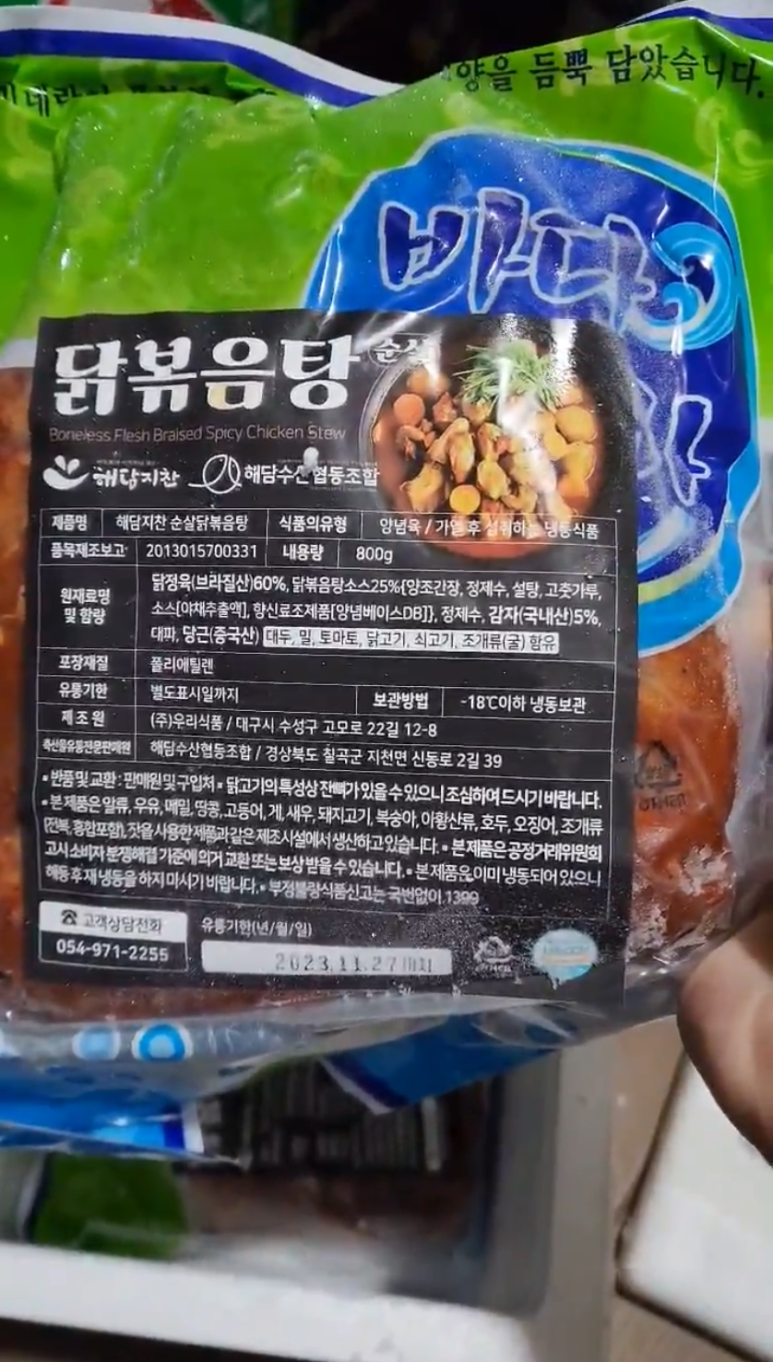 양을 듬뿍 담았습니다.
바다
닭볶음탕 순살
Boneless Flesh Braised Spicy Chicken Stew
해담지찬 해담수산협동조합
제품명 해담지찬 순살닭볶음탕 식품의유형 양념육 / 가열 후 섭취하는 냉동식품
품목제조보고 2013015700331 내용량 800g
원재료명 및 함량 닭정육(브라질산)60%, 닭볶음탕소스25%{양조간장, 정제수, 설탕, 고춧가루,
소스[야채추출액], 향신료조제품[양념베이스DB]}, 정제수, 감자(국내산)5%,
대파, 당근(중국산) 대두, 밀, 토마토, 닭고기, 쇠고기, 조개류(굴) 함유
포장재질 폴리에틸렌
유통기한 별도표시일까지 보관방법 -18℃이하 냉동보관
제조원 (주)우리식품 / 대구시 수성구 고모로 22길 12-8
축산물유통전문판매원 해담수산협동조합 / 경상북도 칠곡군 지천면 신동로 2길 39
• 반품 및 교환 : 판매원 및 구입처 • 닭고기의 특성상 잔뼈가 있을 수 있으니 조심하여 드시기 바랍니다.
• 본 제품은 알류, 우유, 메밀, 땅콩, 고등어, 게, 새우, 돼지고기, 복숭아, 아황산류, 호두, 오징어, 조개류
(전복, 홍합포함), 잣을 사용한 제품과 같은 제조시설에서 생산하고 있습니다. • 본 제품은 공정거래위원회
고시 소비자 분쟁해결 기준에 의거 교환 또는 보상 받을 수 있습니다. • 본 제품은 이미 냉동되어 있으니
해동 후 재 냉동을 하지 마시기 바랍니다. • 부정불량식품신고는 국번없이 1399
☎ 고객상담전화 유통기한(년/월/일)
054-971-2255 2023.11.27까지